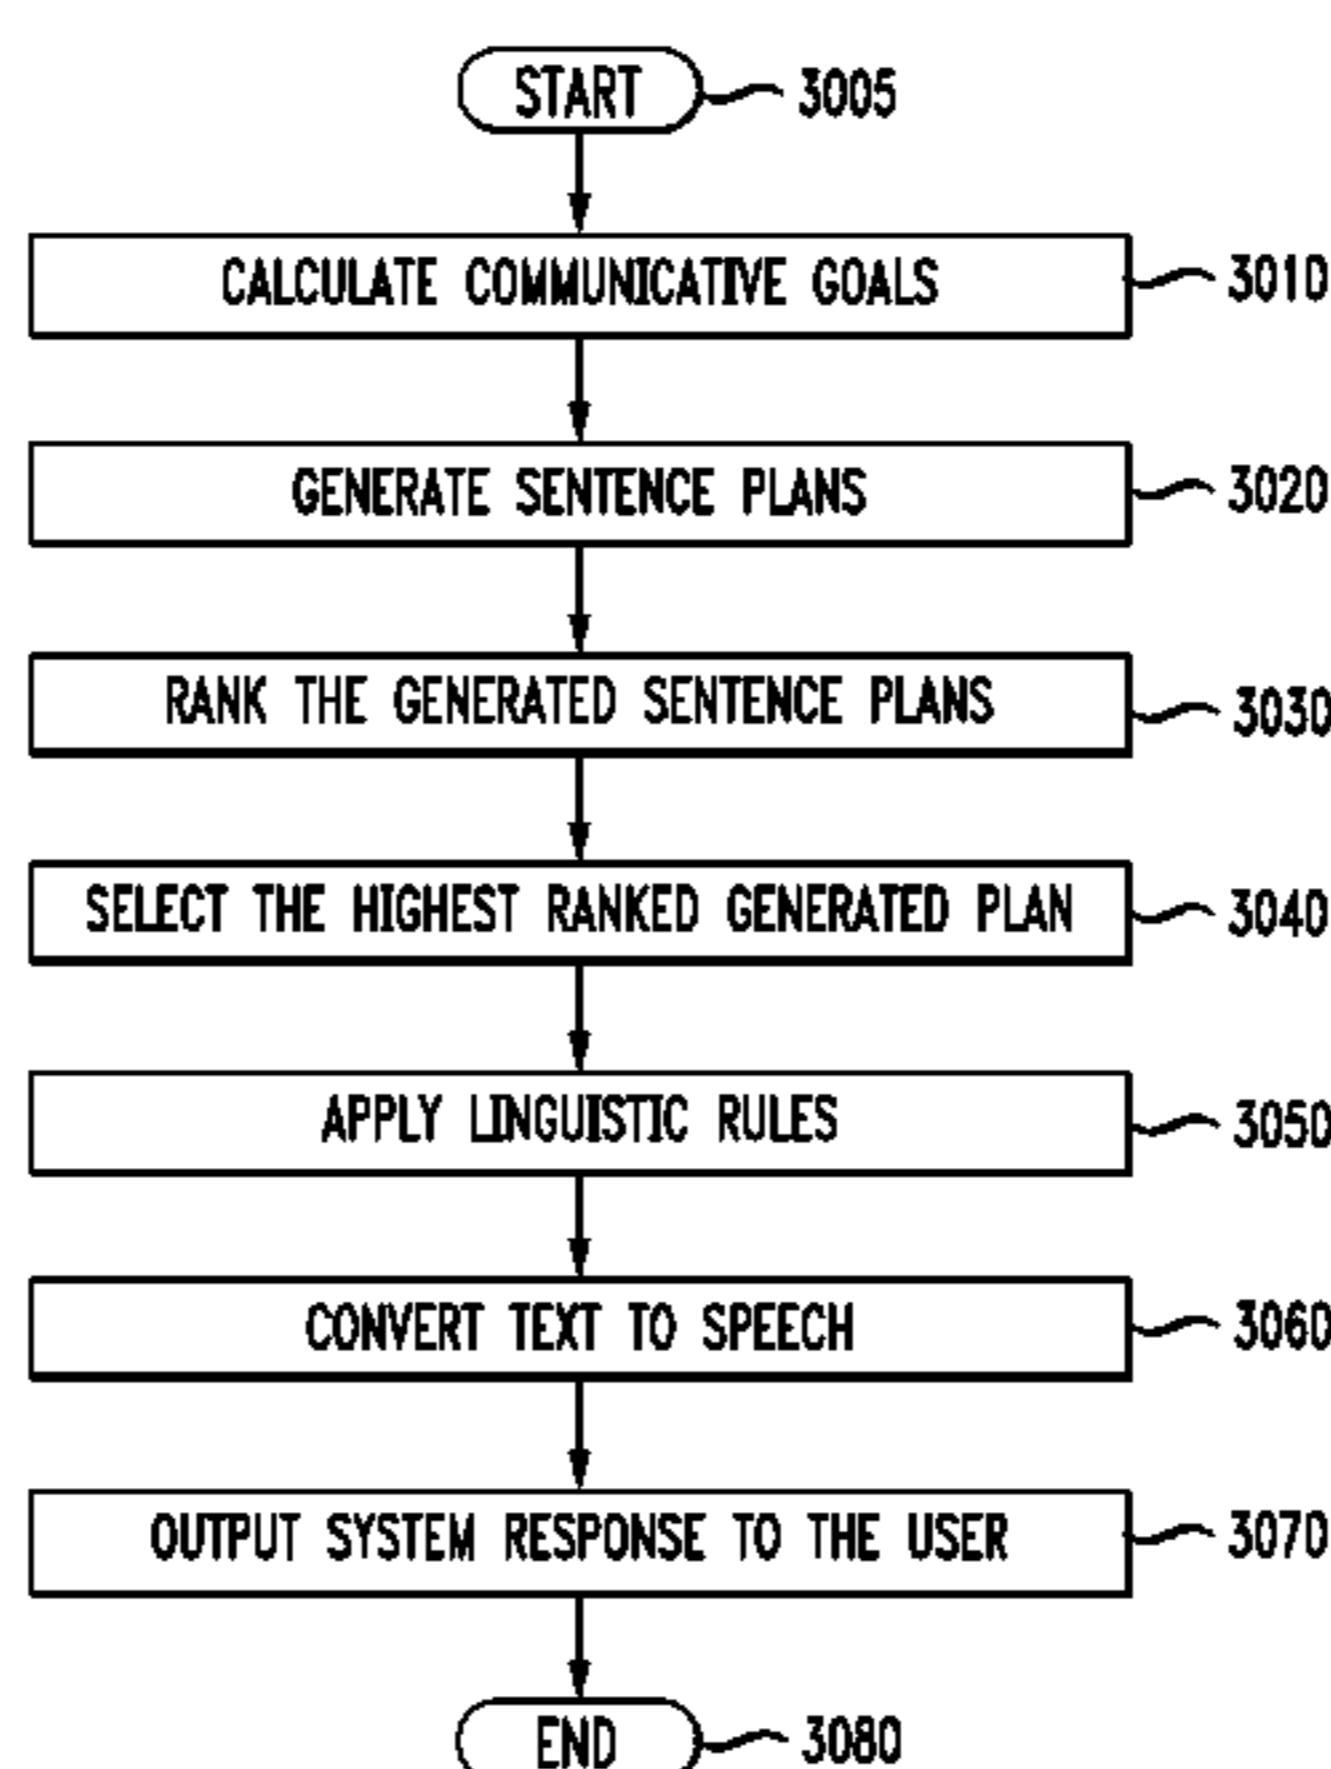 START 3005
CALCULATE COMMUNICATIVE GOALS 3010
GENERATE SENTENCE PLANS 3020
RANK THE GENERATED SENTENCE PLANS 3030
SELECT THE HIGHEST RANKED GENERATED PLAN 3040
APPLY LINGUISTIC RULES 3050
CONVERT TEXT TO SPEECH 3060
OUTPUT SYSTEM RESPONSE TO THE USER 3070
END 3080